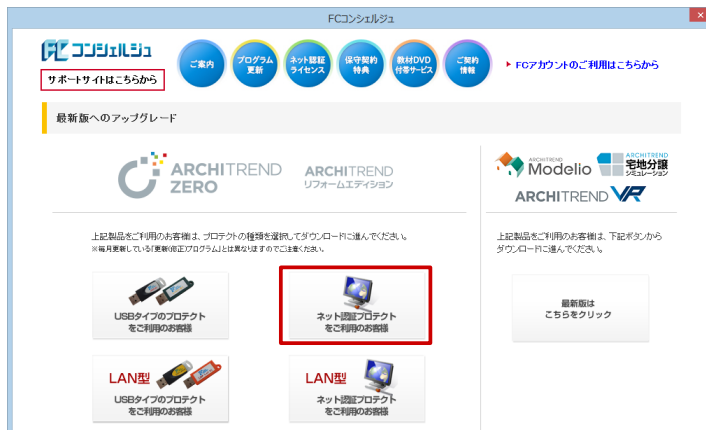 FCコンシェルジュ
FCコンシェルジュ
サポートサイトはこちらから
ご案内
プログラム
更新
ネット認証
ライセンス
保守契約
特典
教材DVD
付帯サービス
ご契約
情報
FCアカウントのご利用はこちらから
最新版へのアップグレード
ARCHITREND
ZERO
ARCHITREND
リフォームエディション
ARCHITREND
Modelio
ARCHITREND
宅地分譲
シミュレーション
ARCHITREND VR
上記製品をご利用のお客様は、プロテクトの種類を選択してダウンロードに進んでください。
※毎月更新している「更新(修正)プログラム」とは異なりますのでご注意ください。
上記製品をご利用のお客様は、下記ボタンから
ダウンロードに進んでください。
USBタイプのプロテクト
をご利用のお客様
ネット認証プロテクト
をご利用のお客様
最新版は
こちらをクリック
LAN型
USBタイプのプロテクト
をご利用のお客様
LAN型
ネット認証プロテクト
をご利用のお客様